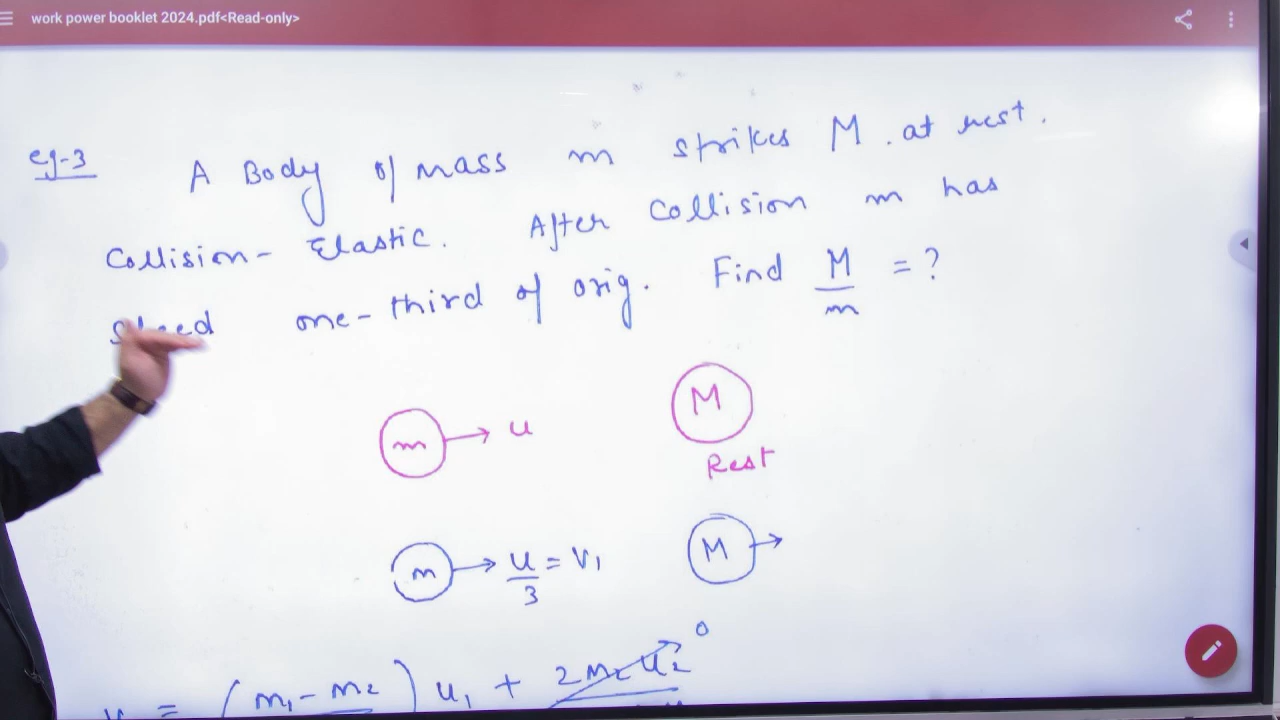 work power booklet 2024.pdf<Read-only>
eg-3 A Body of mass m strikes M. at rest.
Collision- Elastic. After Collision m has
Speed one-third of orig. Find M/m = ?
m → u M
Rest
m → u/3 = V₁ M →
(m₁ - m₂) u₁ + 2m₂u₂ 0